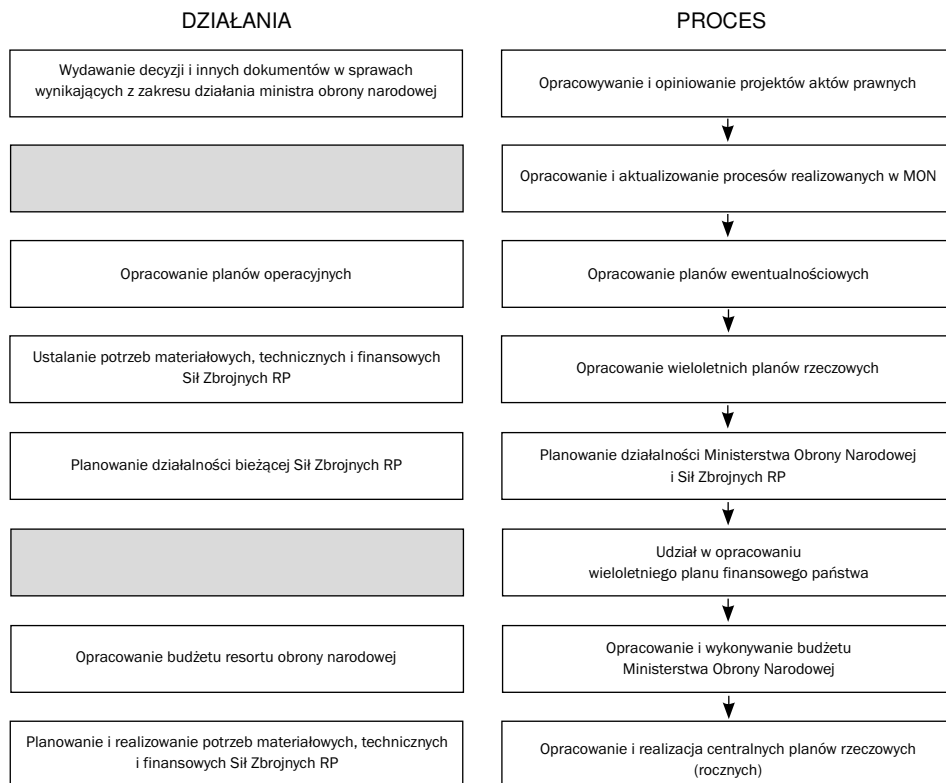 DZIAŁANIA
PROCES
Wydawanie decyzji i innych dokumentów w sprawach
wynikających z zakresu działania ministra obrony narodowej
Opracowywanie i opiniowanie projektów aktów prawnych
Opracowanie i aktualizowanie procesów realizowanych w MON
Opracowanie planów operacyjnych
Opracowanie planów ewentualnościowych
Ustalanie potrzeb materiałowych, technicznych i finansowych
Sił Zbrojnych RP
Opracowanie wieloletnich planów rzeczowych
Planowanie działalności bieżącej Sił Zbrojnych RP
Planowanie działalności Ministerstwa Obrony Narodowej
i Sił Zbrojnych RP
Udział w opracowaniu
wieloletniego planu finansowego państwa
Opracowanie budżetu resortu obrony narodowej
Opracowanie i wykonywanie budżetu
Ministerstwa Obrony Narodowej
Planowanie i realizowanie potrzeb materiałowych, technicznych
i finansowych Sił Zbrojnych RP
Opracowanie i realizacja centralnych planów rzeczowych
(rocznych)